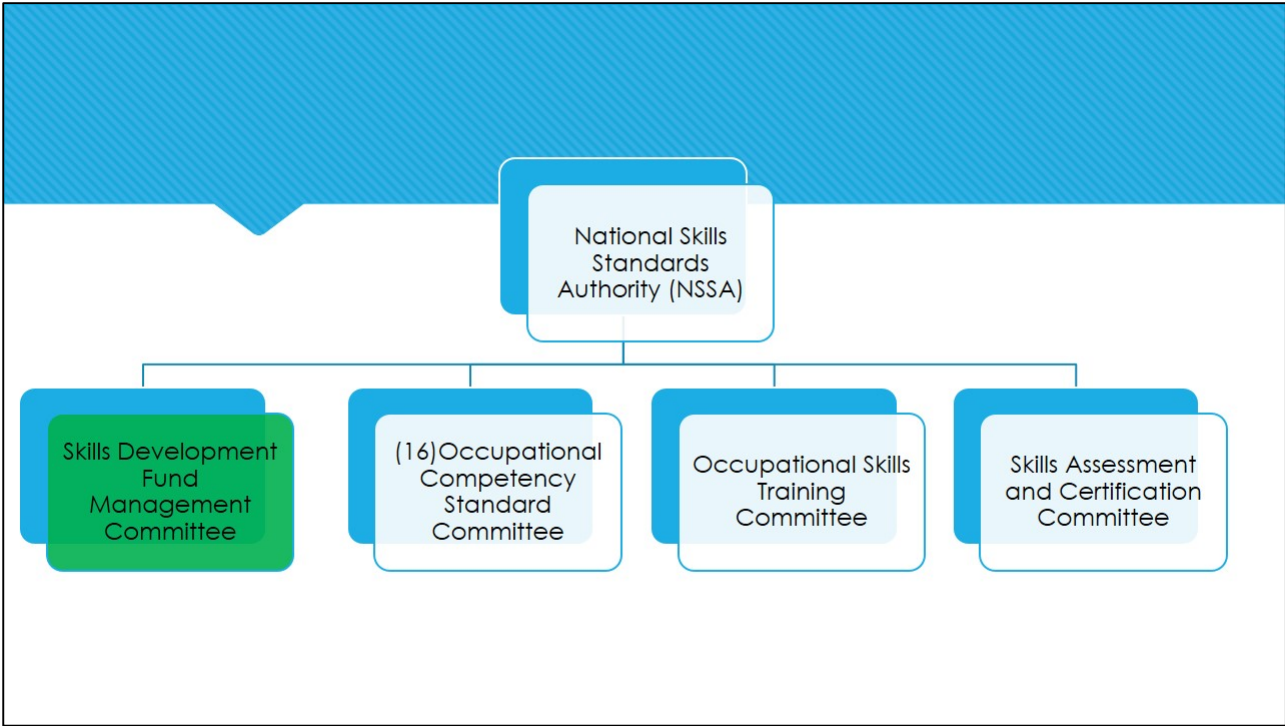 National Skills
Standards
Authority (NSSA)
Skills Development
Fund
Management
Committee
(16)Occupational
Competency
Standard
Committee
Occupational Skills
Training
Committee
Skills Assessment
and Certification
Committee